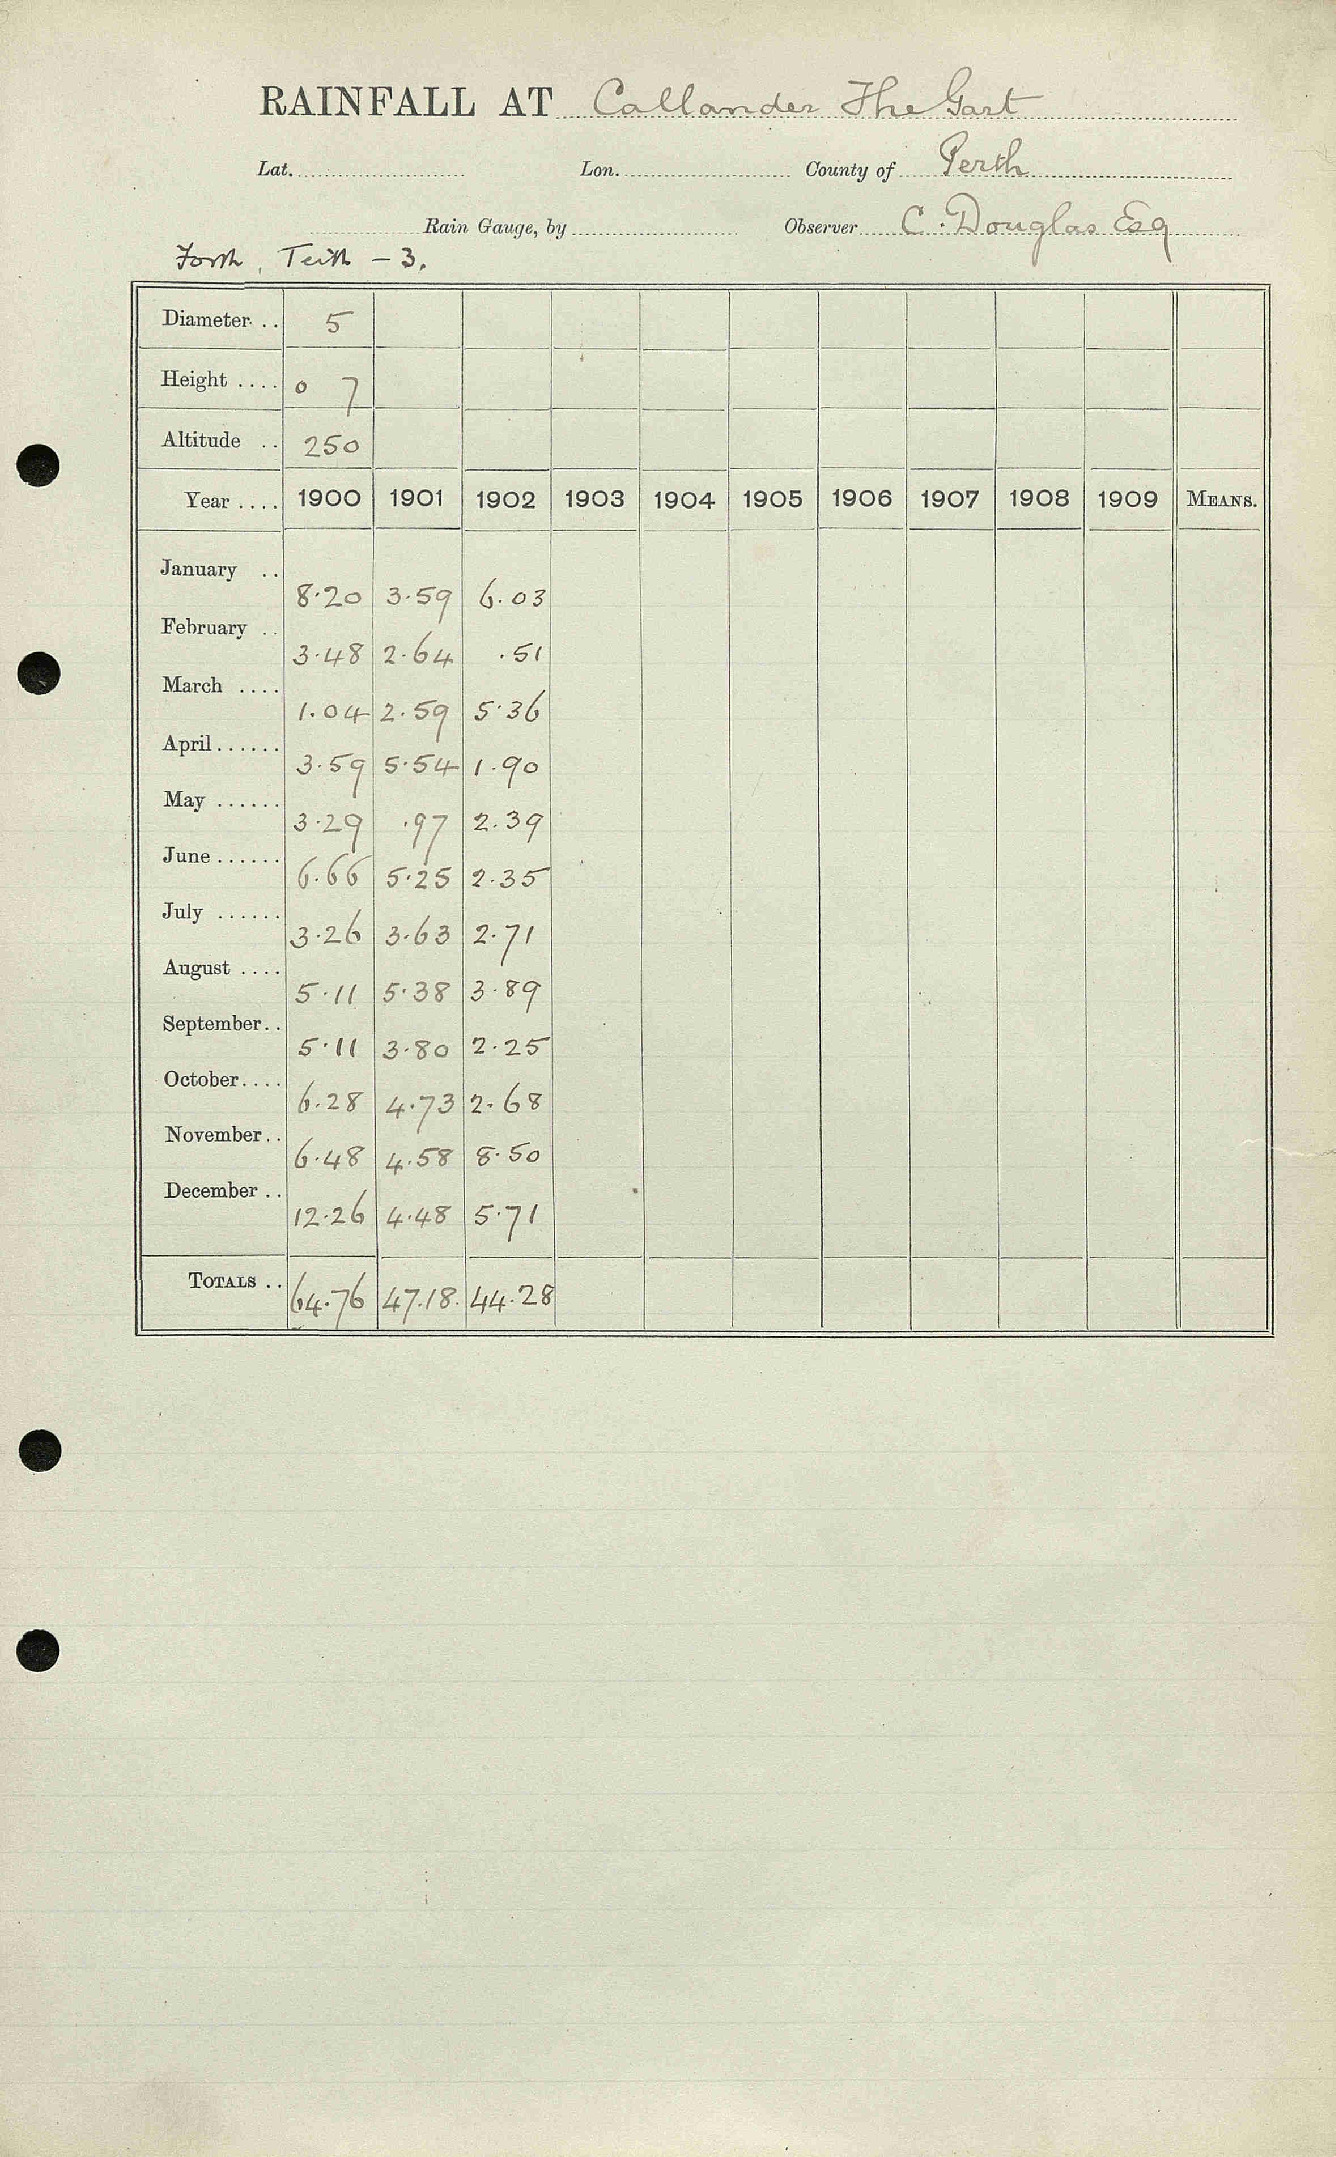 RAINFALL AT Callander The Gart
Lat. Lon. County of Perth
Rain Gauge, by Observer C. Douglas Esq
Forth, Teith - 3.
Diameter .. 5
Height .... 0 7
Altitude .. 250
Year .... 1900 1901 1902 1903 1904 1905 1906 1907 1908 1909 MEANS.
January .. 8.20 3.59 6.03
February .. 3.48 2.64 .51
March .... 1.04 2.59 5.36
April ...... 3.59 5.54 1.90
May ...... 3.29 .97 2.39
June ...... 6.66 5.25 2.35
July ...... 3.26 3.63 2.71
August .... 5.11 5.38 3.89
September.. 5.11 3.80 2.25
October.... 6.28 4.73 2.68
November.. 6.48 4.58 8.50
December .. 12.26 4.48 5.71
TOTALS .. 64.76 47.18. 44.28